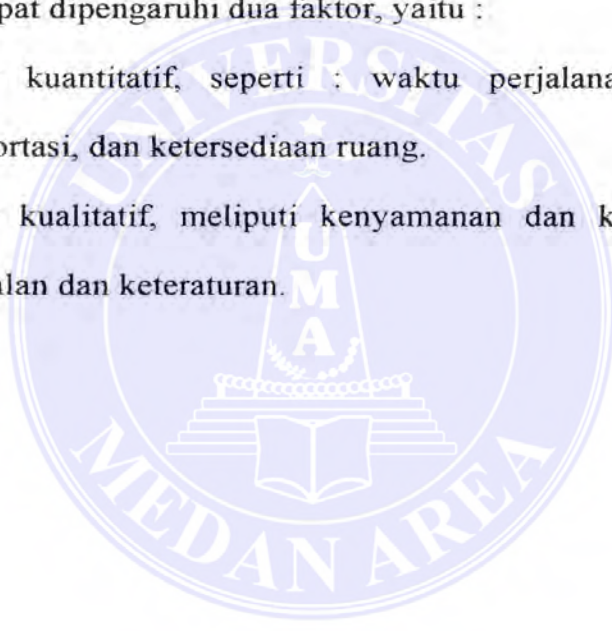 pat dipengaruhi dua faktor, yaitu :
kuantitatif, seperti : waktu perjalana
ortasi, dan ketersediaan ruang.
kualitatif, meliputi kenyamanan dan k
alan dan keteraturan.
UNIVERSITAS
UMA
MEDAN AREA